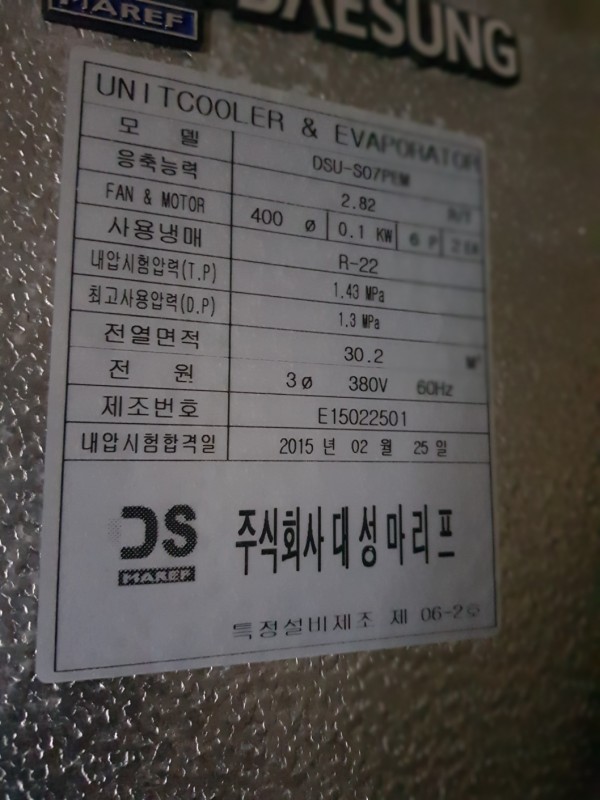 MAREF
DAESUNG
UNITCOOLER & EVAPORATOR
모 델 DSU-S07PEM
응축능력 2.82
FAN & MOTOR 400 ø 0.1 KW 6 P 2 EA
사용냉매 R-22
내압시험압력(T.P) 1.43 MPa
최고사용압력(D.P) 1.3 MPa
전열면적 30.2 M²
전 원 3ø 380V 60Hz
제조번호 E15022501
내압시험합격일 2015 년 02 월 25 일
DS 주식회사 대성마리프
MAREF
특정설비제조 제 06-2호